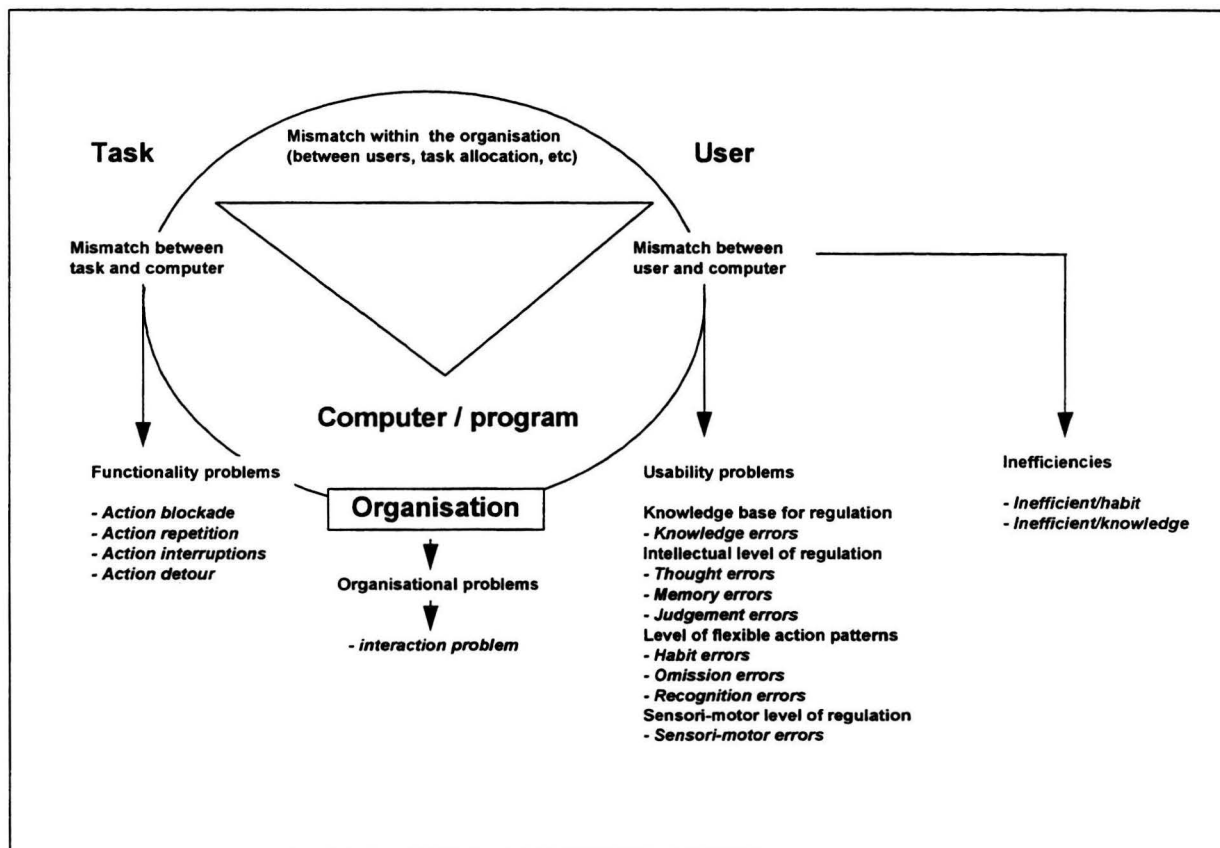 Mismatch within the organisation
(between users, task allocation, etc)
Task
User
Mismatch between
task and computer
Mismatch between
user and computer
Computer / program
Organisation
Functionality problems
- Action blockade
- Action repetition
- Action interruptions
- Action detour
Organisational problems
- interaction problem
Usability problems
Knowledge base for regulation
- Knowledge errors
Intellectual level of regulation
- Thought errors
- Memory errors
- Judgement errors
Level of flexible action patterns
- Habit errors
- Omission errors
- Recognition errors
Sensori-motor level of regulation
- Sensori-motor errors
Inefficiencies
- Inefficient/habit
- Inefficient/knowledge